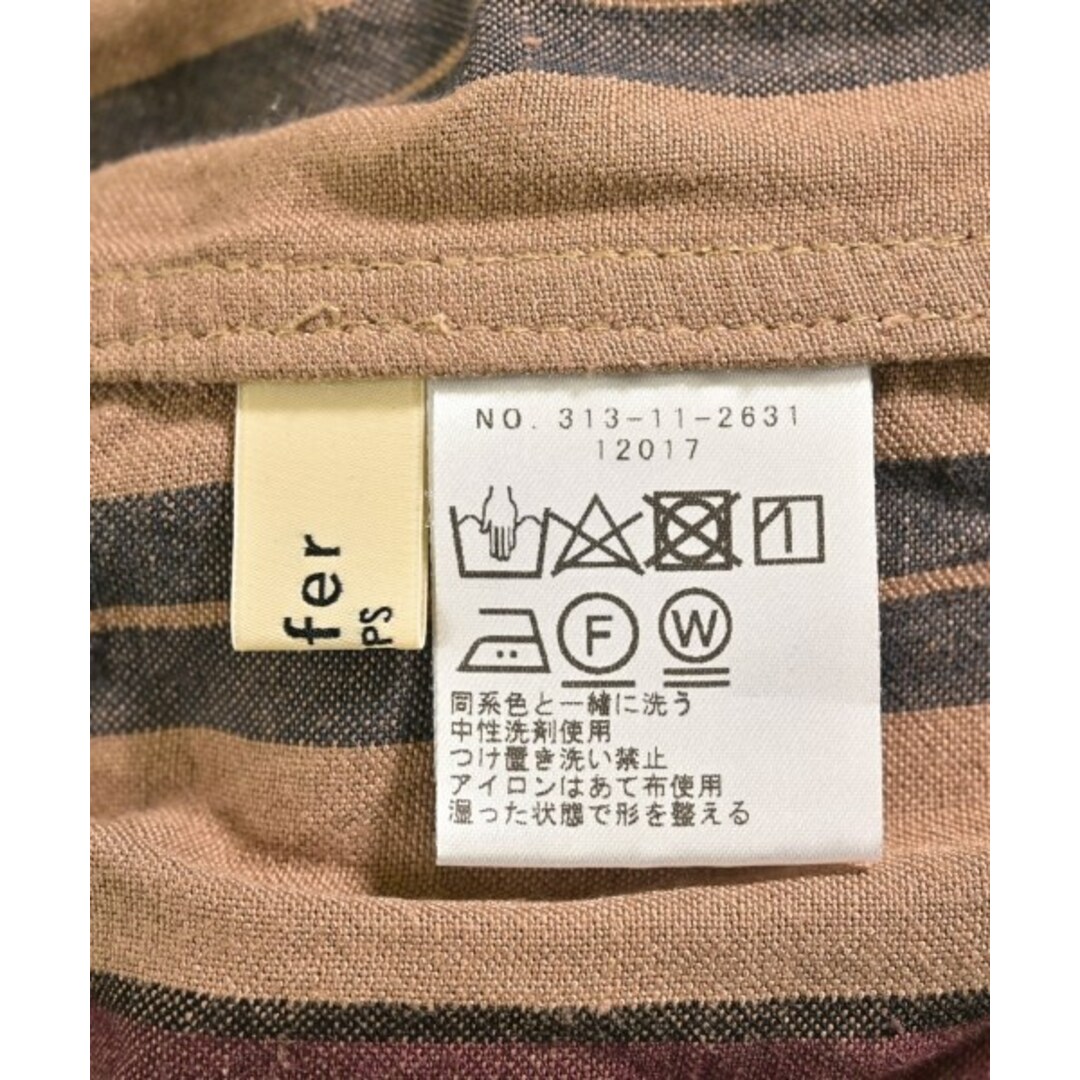 NO. 313-11-2631
12017
F
W
同系色と一緒に洗う
中性洗剤使用
つけ置き洗い禁止
アイロンはあて布使用
湿った状態で形を整える
fer
PS